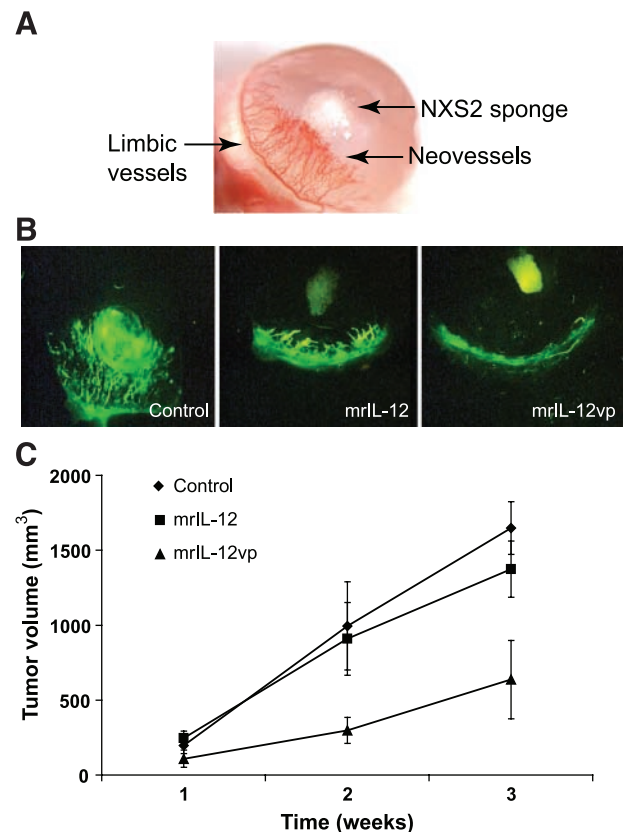 A
Limbic
vessels
NXS2 sponge
Neovessels
B
Control
mrIL-12
mrIL-12vp
C
Tumor volume (mm³)
2000
1500
1000
500
0
Control
mrIL-12
mrIL-12vp
1
2
3
Time (weeks)